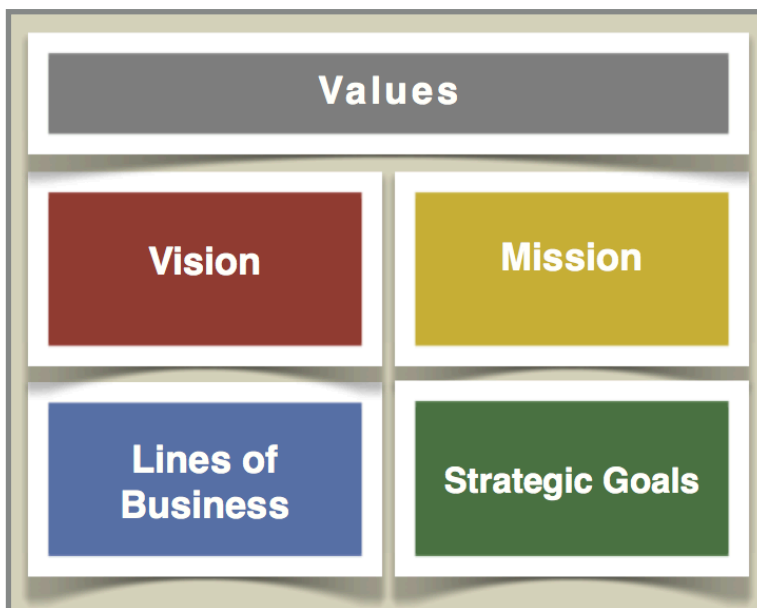 Values
Vision
Mission
Lines of
Business
Strategic Goals